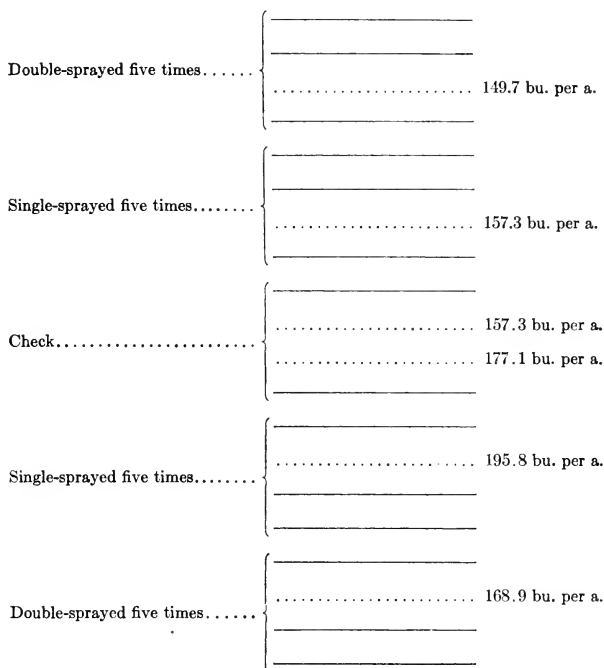 Double-sprayed five times......
........................ 149.7 bu. per a.
Single-sprayed five times........
........................ 157.3 bu. per a.
........................ 157.3 bu. per a.
Check........................
........................ 177.1 bu. per a.
........................ 195.8 bu. per a.
Single-sprayed five times........
........................ 168.9 bu. per a.
Double-sprayed five times......